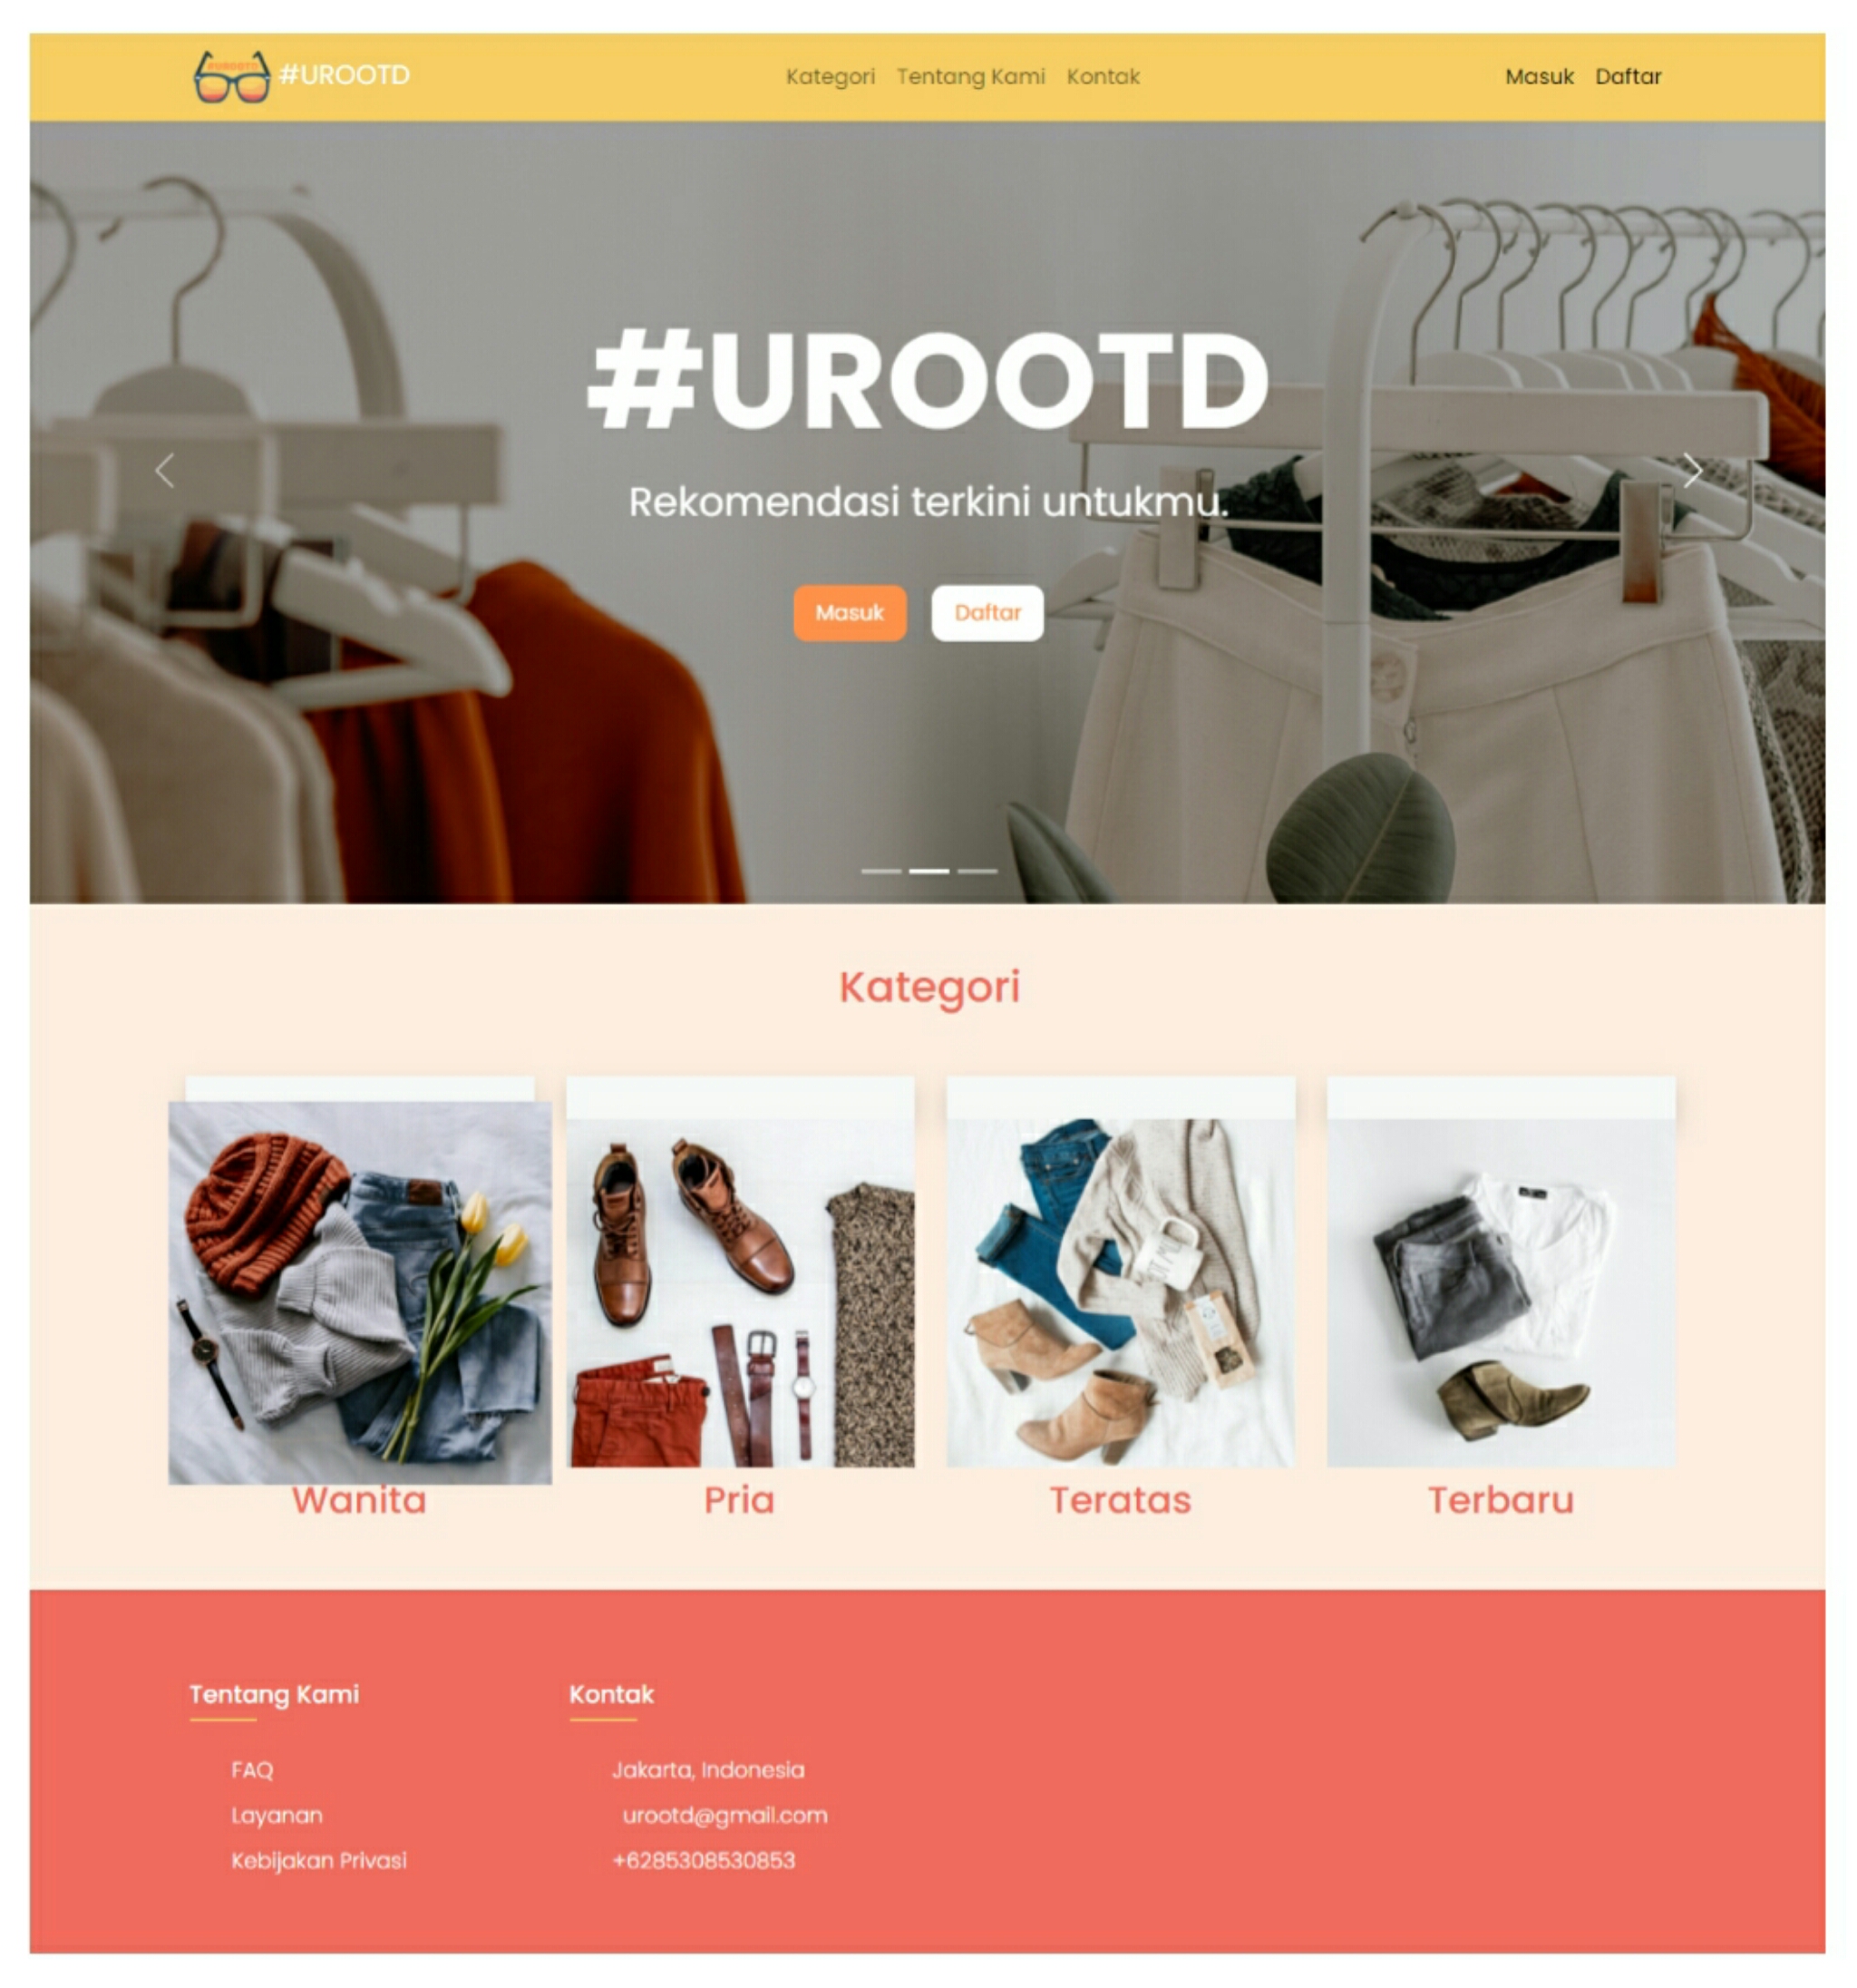 #UROOTD
#UROOTD
Kategori Tentang Kami Kontak
Masuk Daftar
#UROOTD
Rekomendasi terkini untukmu.
Masuk Daftar
Kategori
Wanita
Pria
Teratas
Terbaru
Tentang Kami
FAQ
Layanan
Kebijakan Privasi
Kontak
Jakarta, Indonesia
urootd@gmail.com
+6285308530853